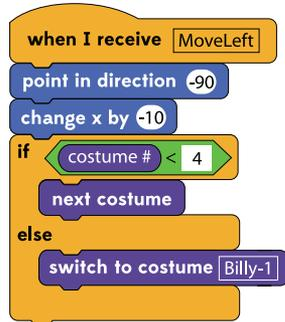 when I receive MoveLeft
point in direction -90
change x by -10
if costume # < 4
next costume
else
switch to costume Billy-1